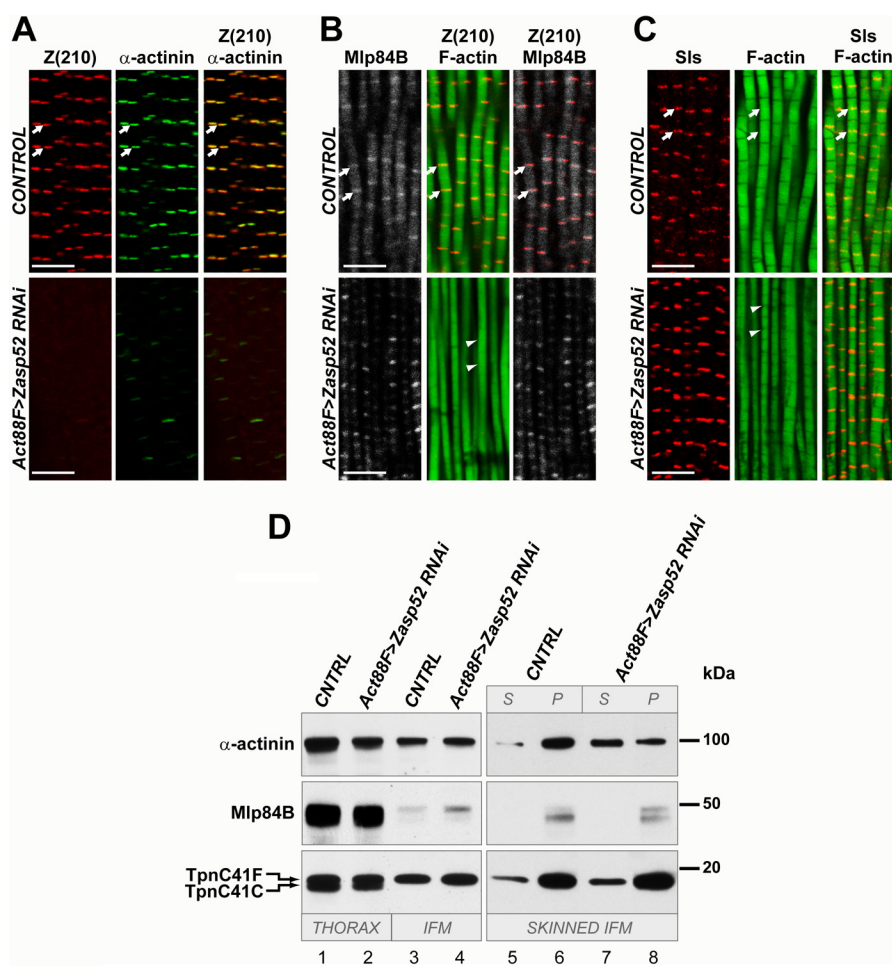 A
Z(210)
α-actinin
Z(210)
α-actinin
CONTROL
Act88F>Zasp52 RNAi
B
Mlp84B
Z(210)
F-actin
Z(210)
Mlp84B
CONTROL
Act88F>Zasp52 RNAi
C
Sls
F-actin
Sls
F-actin
CONTROL
Act88F>Zasp52 RNAi
D
CNTRL
Act88F>Zasp52 RNAi
CNTRL
Act88F>Zasp52 RNAi
CNTRL
Act88F>Zasp52 RNAi
kDa
S P S P
α-actinin
100
Mlp84B
50
TpnC41F
TpnC41C
20
THORAX IFM SKINNED IFM
1 2 3 4 5 6 7 8